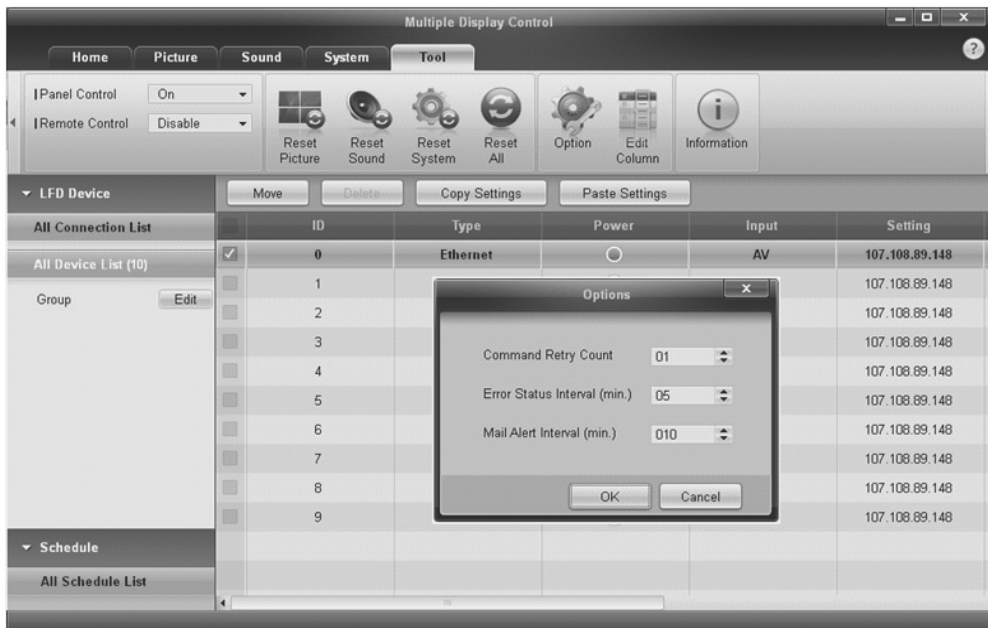 Multiple Display Control
Home Picture Sound System Tool
Panel Control On
Remote Control Disable
Reset Picture
Reset Sound
Reset System
Reset All
Option
Edit Column
Information
LFD Device
Move Delete Copy Settings Paste Settings
All Connection List
ID Type Power Input Setting
All Device List (10)
0 Ethernet AV 107.108.89.148
Group Edit
1 107.108.89.148
2 107.108.89.148
3 107.108.89.148
4 107.108.89.148
5 107.108.89.148
6 107.108.89.148
7 107.108.89.148
8 107.108.89.148
9 107.108.89.148
Options
Command Retry Count 01
Error Status Interval (min.) 05
Mail Alert Interval (min.) 010
OK Cancel
Schedule
All Schedule List